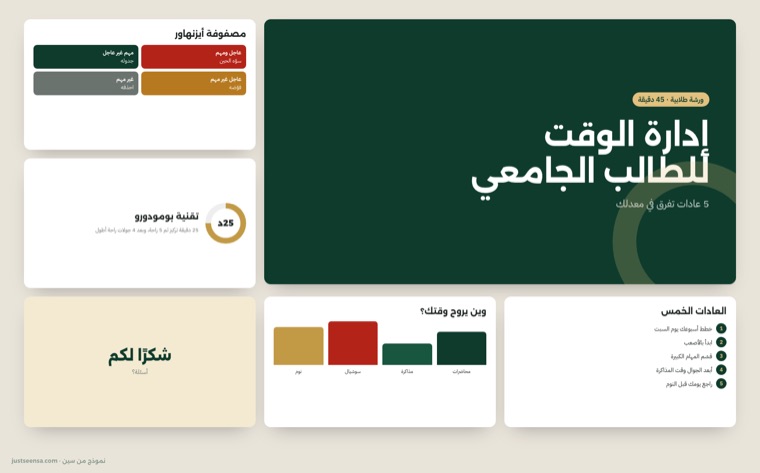 ورشة طلابية · 45 دقيقة
إدارة الوقت
للطالب الجامعي
5 عادات تفرق في معدلك
مصفوفة أيزنهاور
عاجل ومهم
سوّه الحين
مهم غير عاجل
جدوله
عاجل غير مهم
فوّضه
غير مهم
احذفه
25د
تقنية بومودورو
25 دقيقة تركيز ثم 5 راحة، وبعد 4 جولات راحة أطول
العادات الخمس
1 خطط أسبوعك يوم السبت
2 ابدأ بالأصعب
3 قسّم المهام الكبيرة
4 أبعد الجوال وقت المذاكرة
5 راجع يومك قبل النوم
وين يروح وقتك؟
محاضرات
مذاكرة
سوشيال
نوم
شكرًا لكم
أسئلة؟
نموذج من سين · justseensa.com